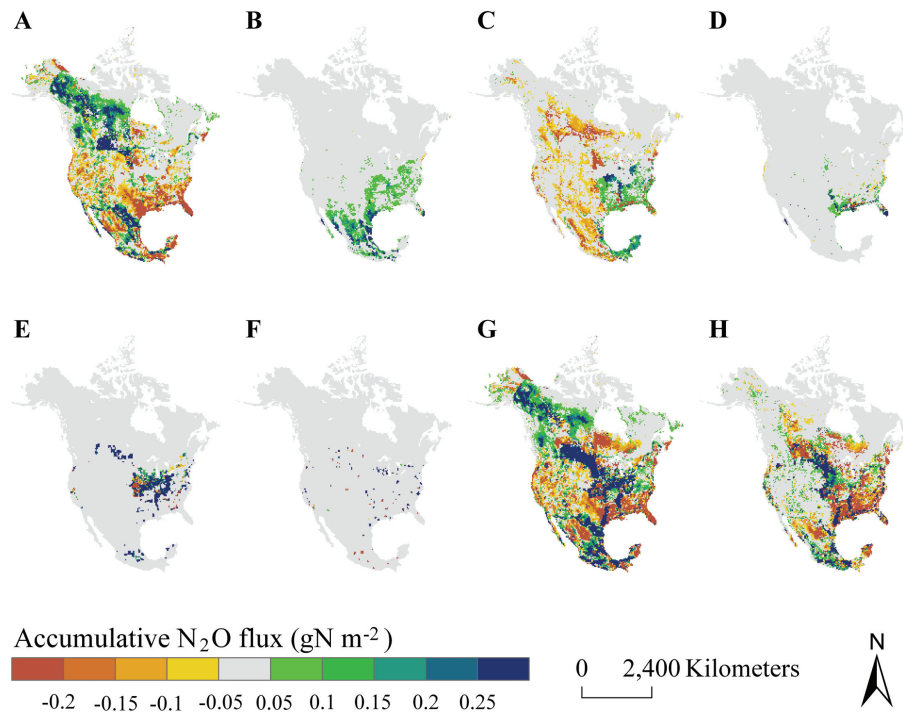 A B C D
E F G H
Accumulative N₂O flux (gN m⁻²)
-0.2 -0.15 -0.1 -0.05 0.05 0.1 0.15 0.2 0.25
0 2,400 Kilometers
N